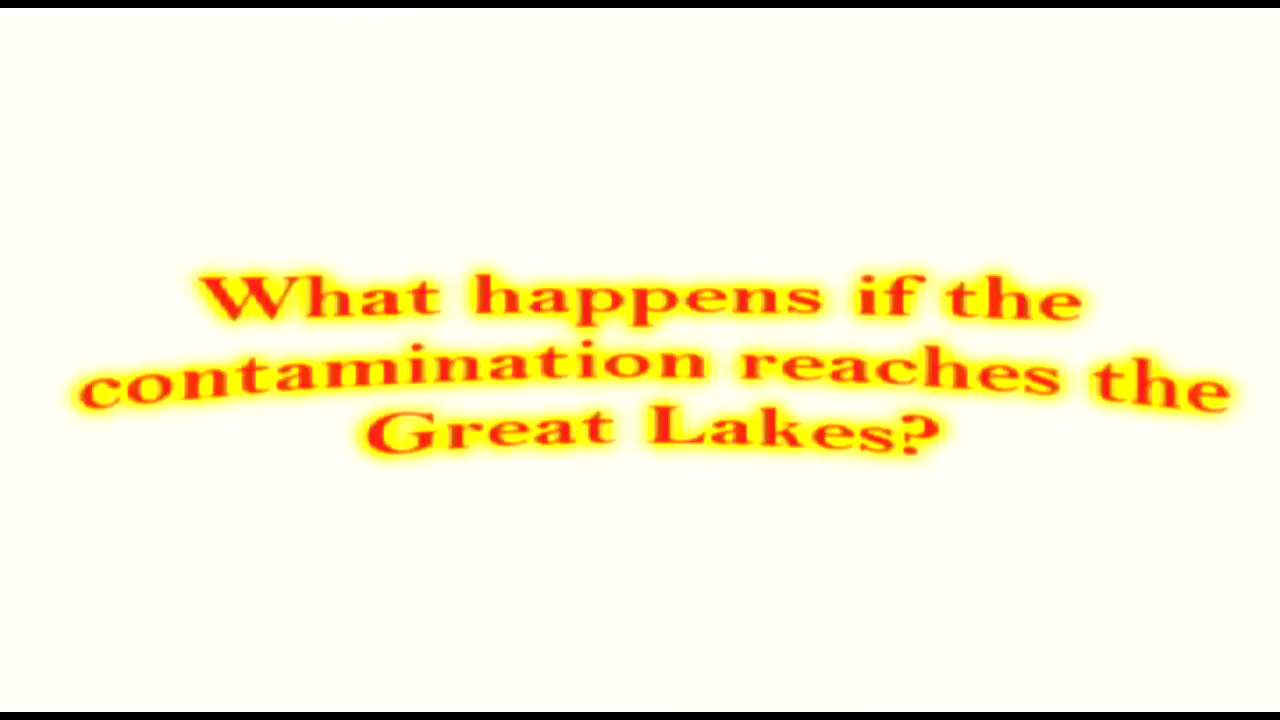 What happens if the
contamination reaches the
Great Lakes?